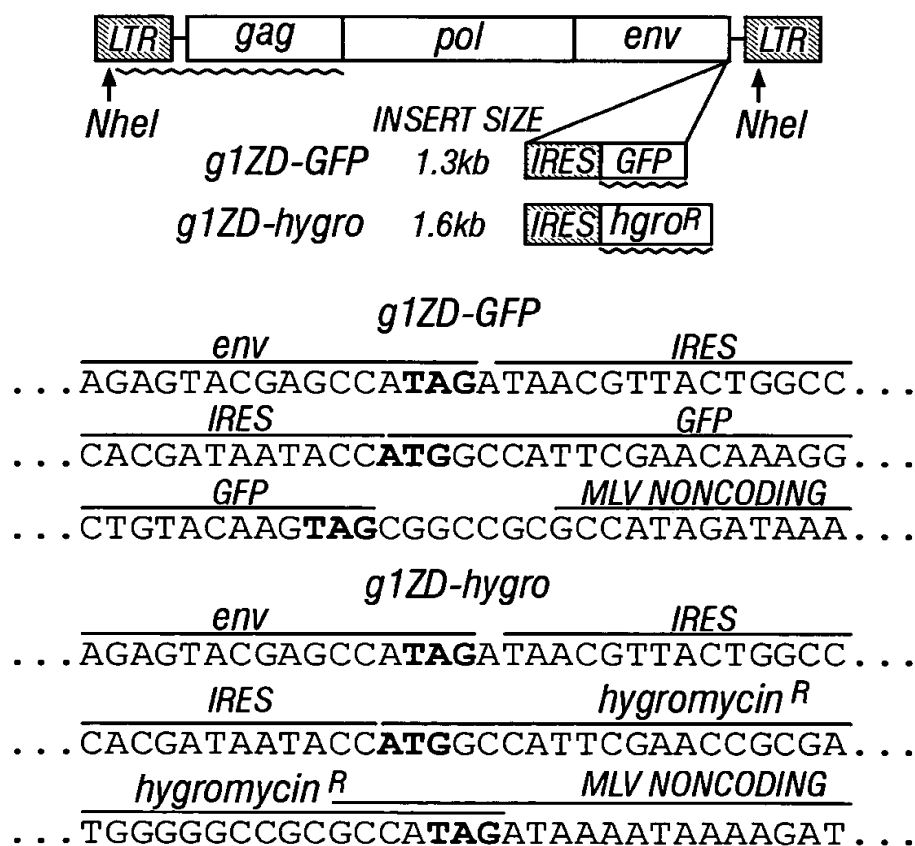 LTR gag pol env LTR
NheI INSERT SIZE NheI
g1ZD-GFP 1.3kb IRES GFP
g1ZD-hygro 1.6kb IRES hgroR
g1ZD-GFP
env IRES
...AGAGTACGAGCCATAGATAACGTTACTGGCC...
IRES GFP
...CACGATAATACCATGGCCATTCGAACAAAGG...
GFP MLV NONCODING
...CTGTACAAGTAGCGGCCGCGCCATAGATAAA...
g1ZD-hygro
env IRES
...AGAGTACGAGCCATAGATAACGTTACTGGCC...
IRES hygromycin R
...CACGATAATACCATGGCCATTCGAACCGCGA...
hygromycin R MLV NONCODING
...TGGGGGCCGCGCCATAGATAAAATAAAAGAT...